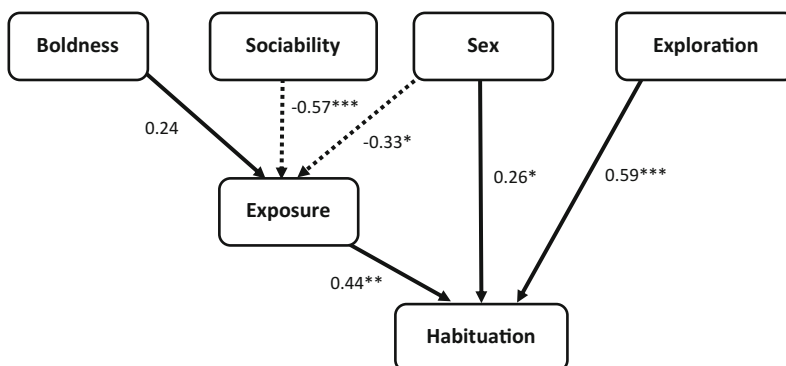 Boldness
Sociability
Sex
Exploration
0.24
-0.57***
-0.33*
0.26*
0.59***
Exposure
0.44**
Habituation